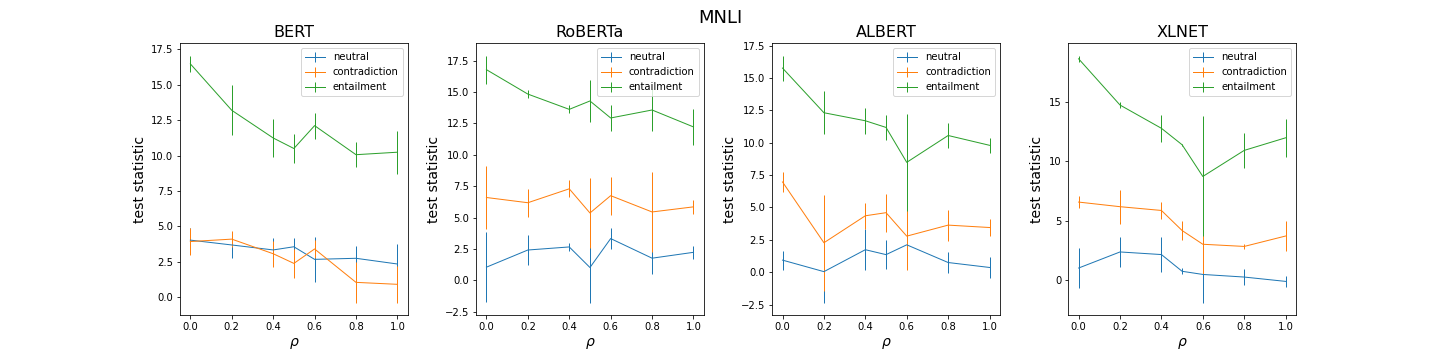 MNLI
BERT
17.5
15.0
12.5
10.0
7.5
5.0
2.5
0.0
test statistic
neutral
contradiction
entailment
0.0 0.2 0.4 0.6 0.8 1.0
ρ
RoBERTa
17.5
15.0
12.5
10.0
7.5
5.0
2.5
0.0
−2.5
test statistic
neutral
contradiction
entailment
0.0 0.2 0.4 0.6 0.8 1.0
ρ
ALBERT
17.5
15.0
12.5
10.0
7.5
5.0
2.5
0.0
−2.5
test statistic
neutral
contradiction
entailment
0.0 0.2 0.4 0.6 0.8 1.0
ρ
XLNET
15
10
5
0
test statistic
neutral
contradiction
entailment
0.0 0.2 0.4 0.6 0.8 1.0
ρ